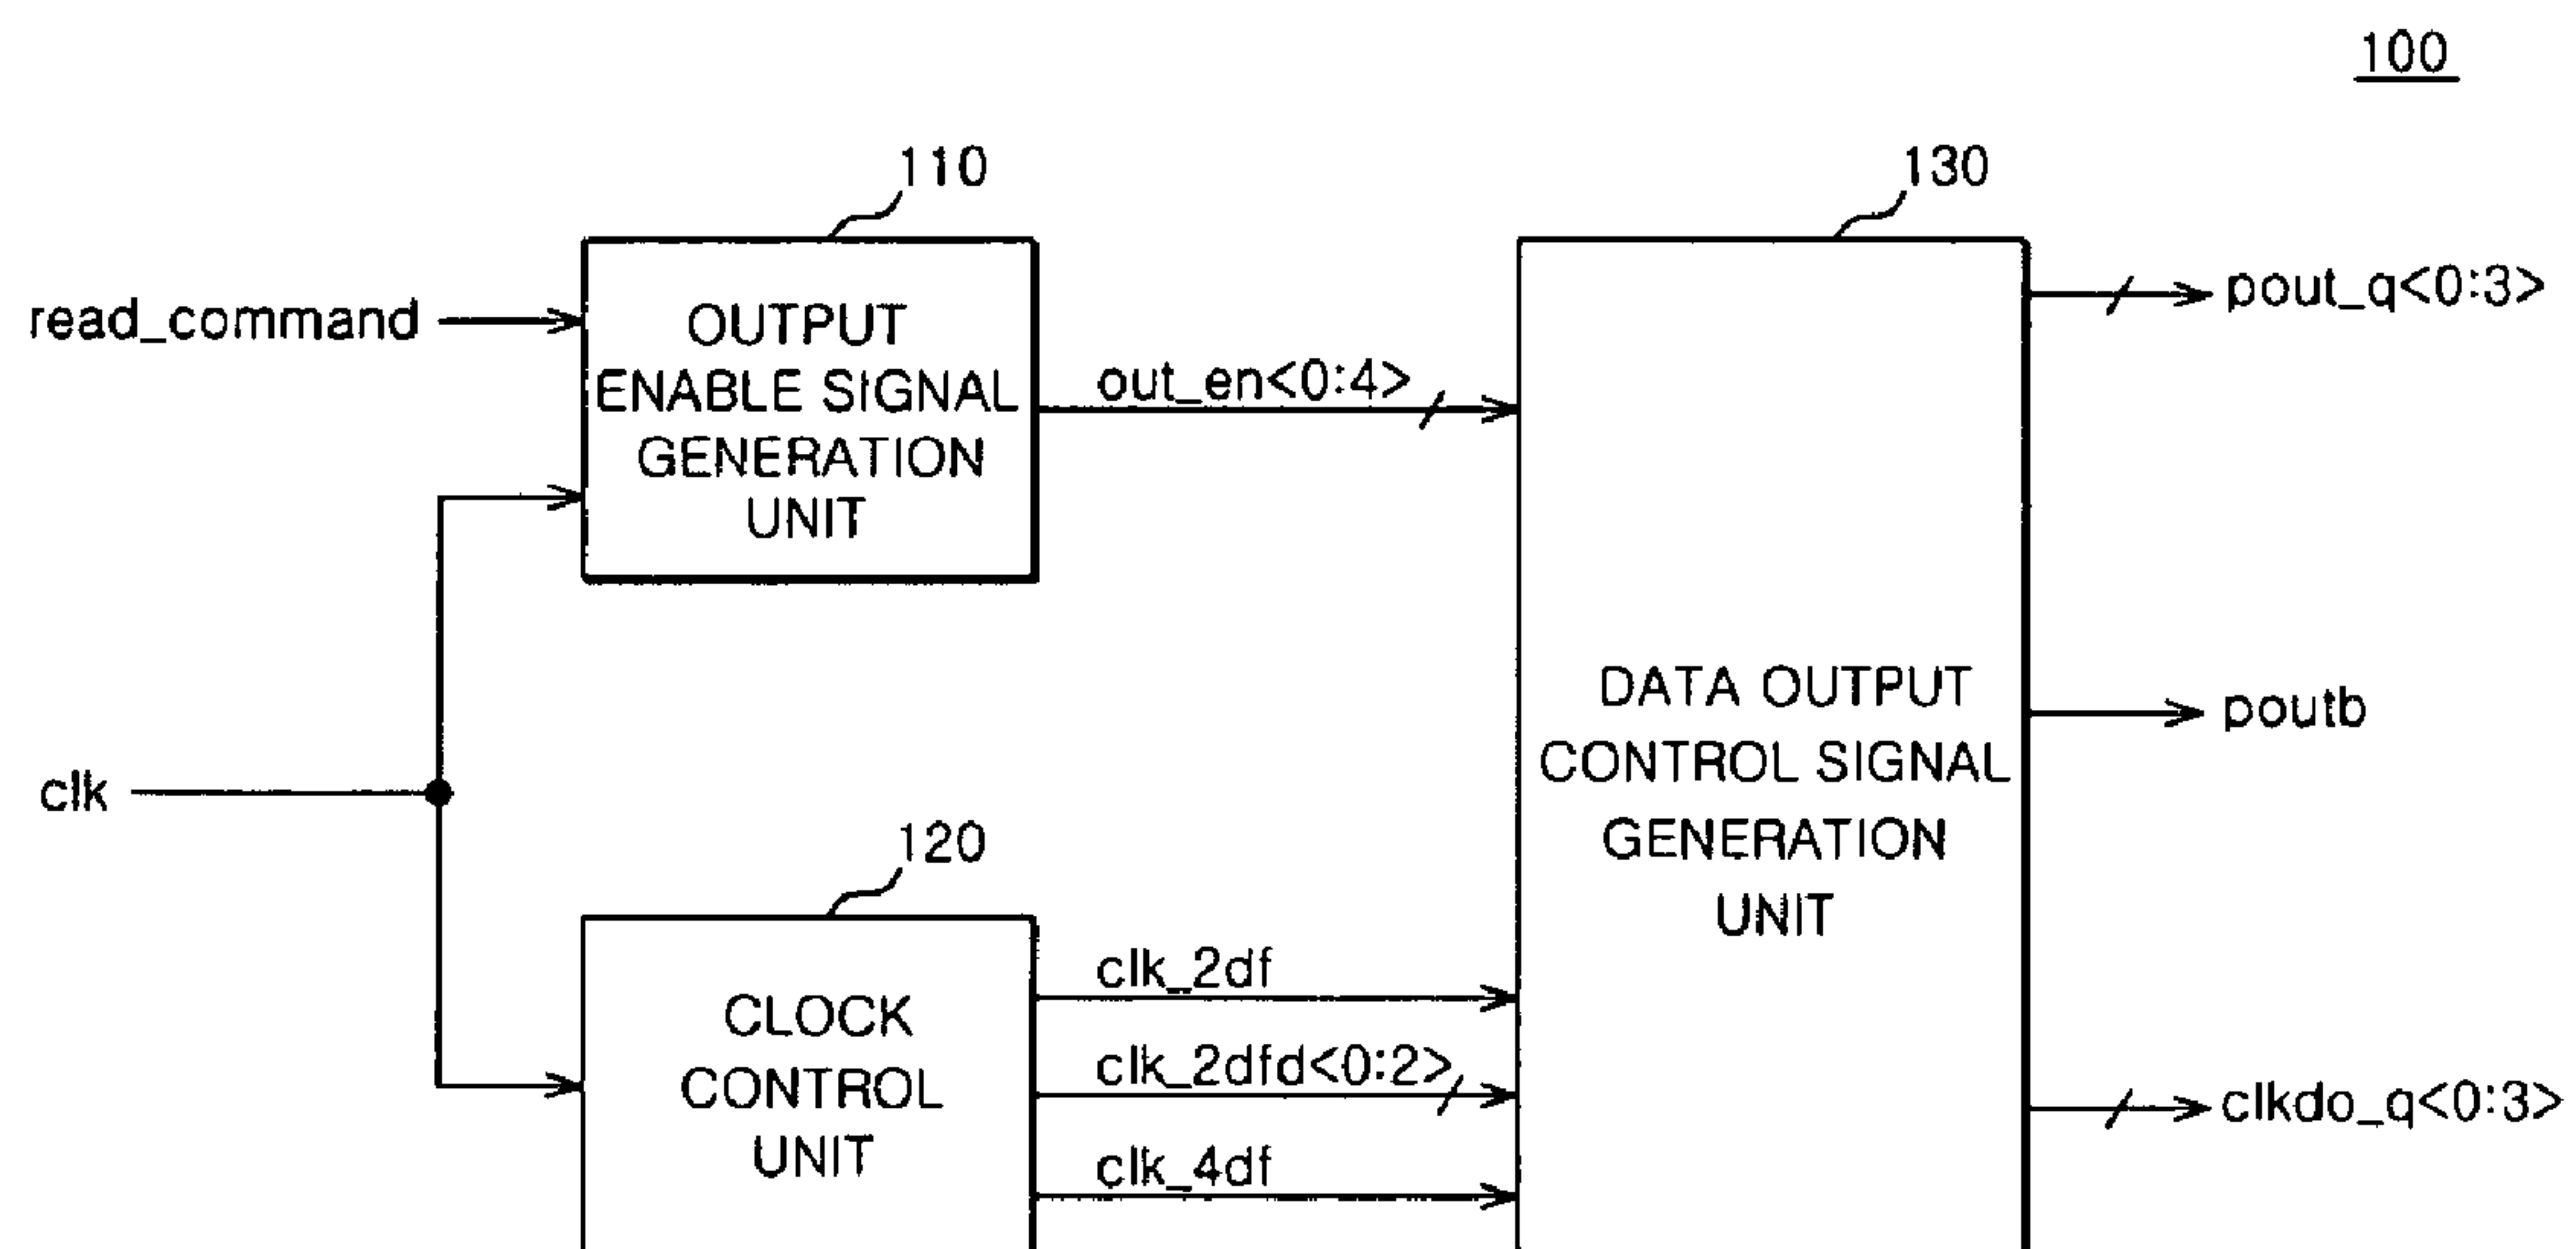 100
110
130
read_command
OUTPUT
ENABLE SIGNAL
GENERATION
UNIT
out_en<0:4>
pout_q<0:3>
DATA OUTPUT
CONTROL SIGNAL
GENERATION
UNIT
poutb
clk
120
CLOCK
CONTROL
UNIT
clk_2df
clk_2dfd<0:2>
clk_4df
clkdo_q<0:3>